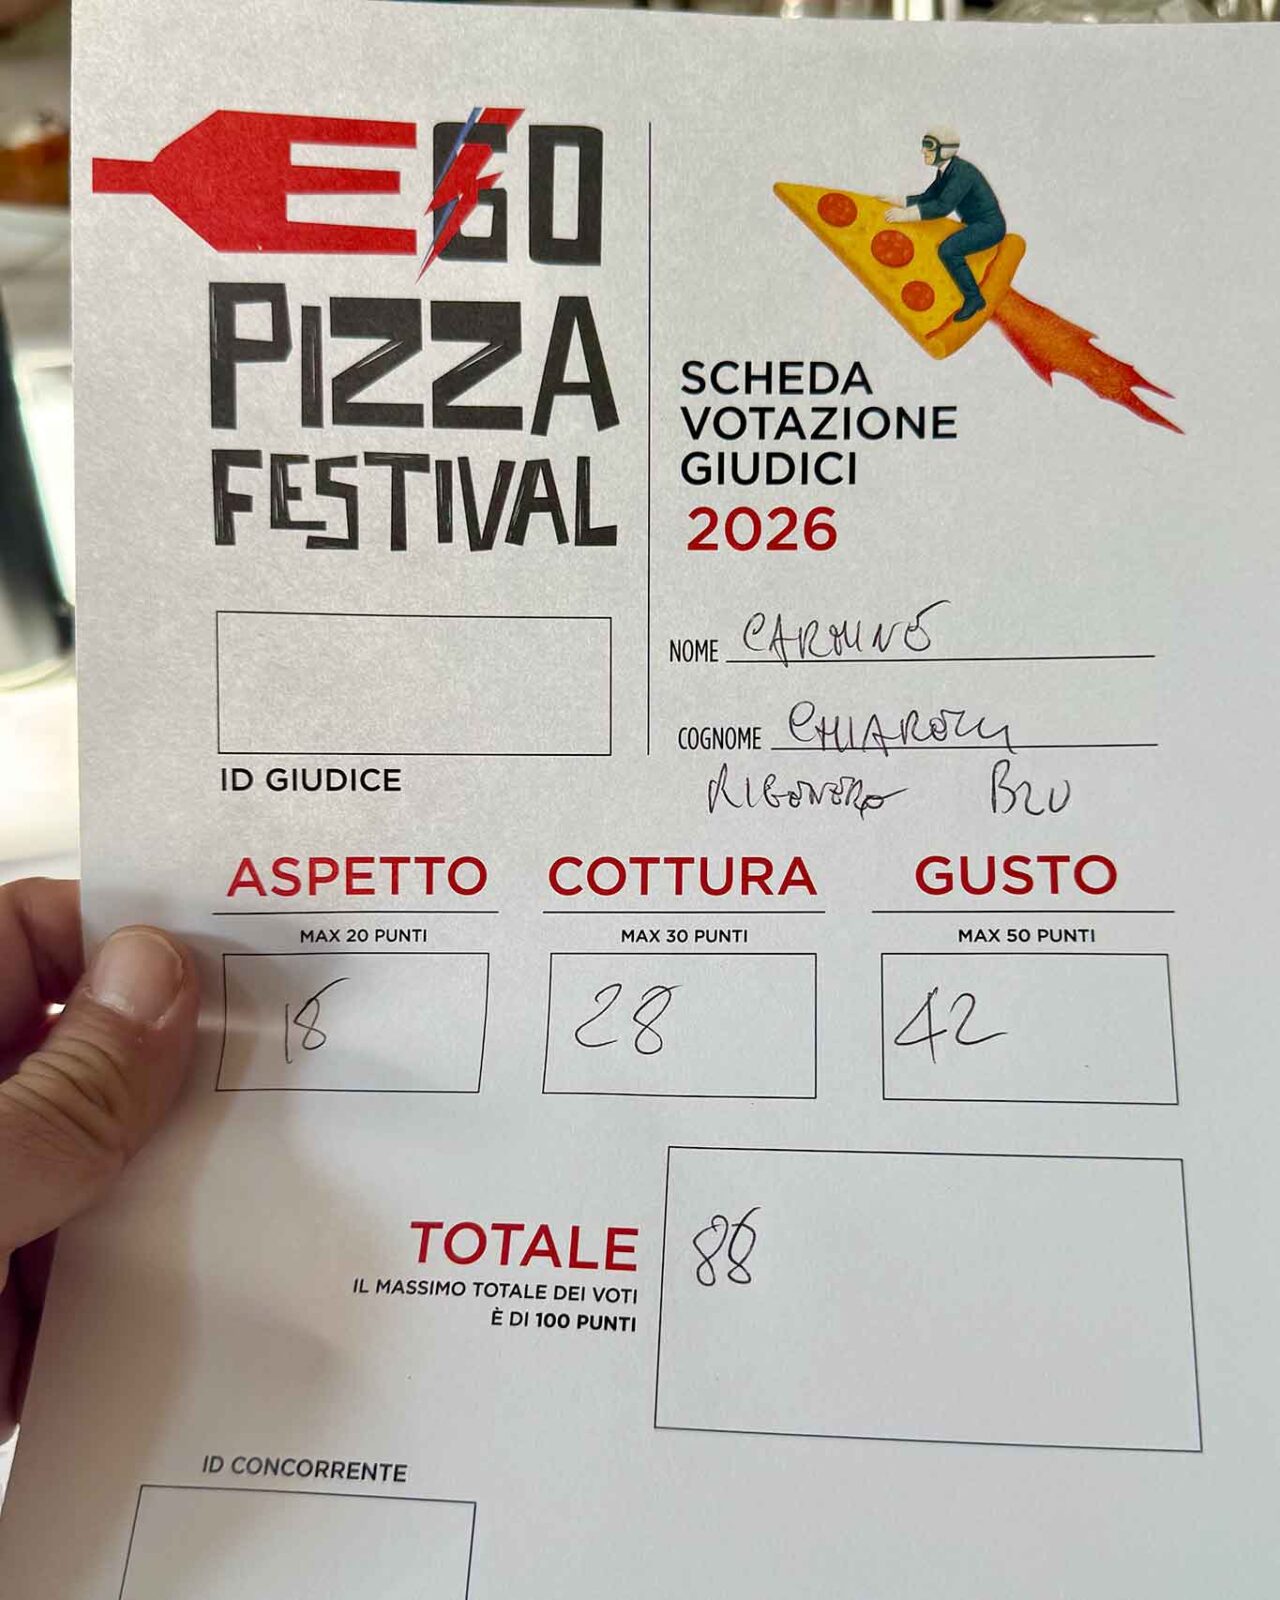 EGO
PIZZA
FESTIVAL
SCHEDA
VOTAZIONE
GIUDICI
2026
NOME CARMINE
COGNOME
ID GIUDICE
ASPETTO
MAX 20 PUNTI
18
COTTURA
MAX 30 PUNTI
28
GUSTO
MAX 50 PUNTI
42
TOTALE
IL MASSIMO TOTALE DEI VOTI
È DI 100 PUNTI
88
ID CONCORRENTE